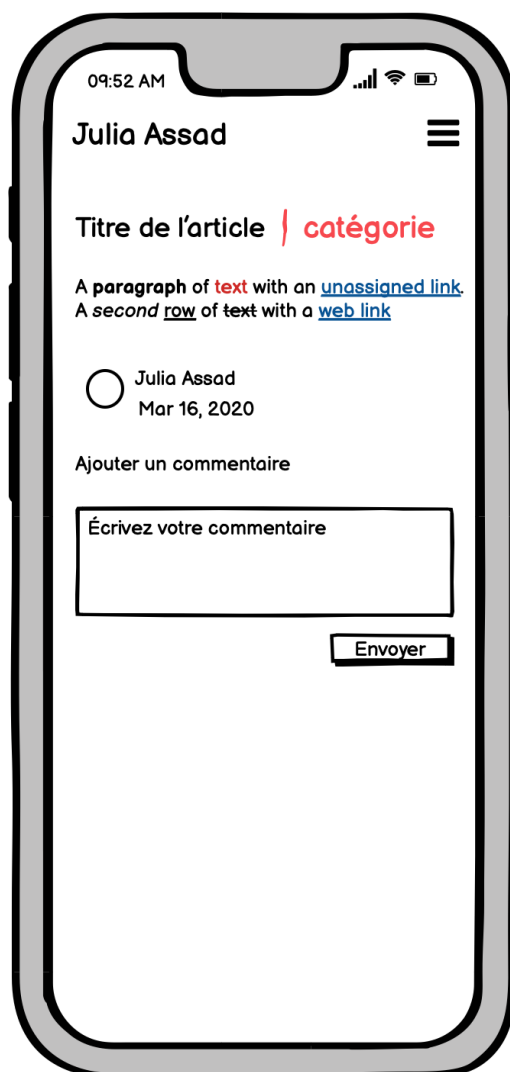 09:52 AM
Julia Assad
Titre de l'article | catégorie
A paragraph of text with an unassigned link.
A second row of text with a web link
Julia Assad
Mar 16, 2020
Ajouter un commentaire
Écrivez votre commentaire
Envoyer